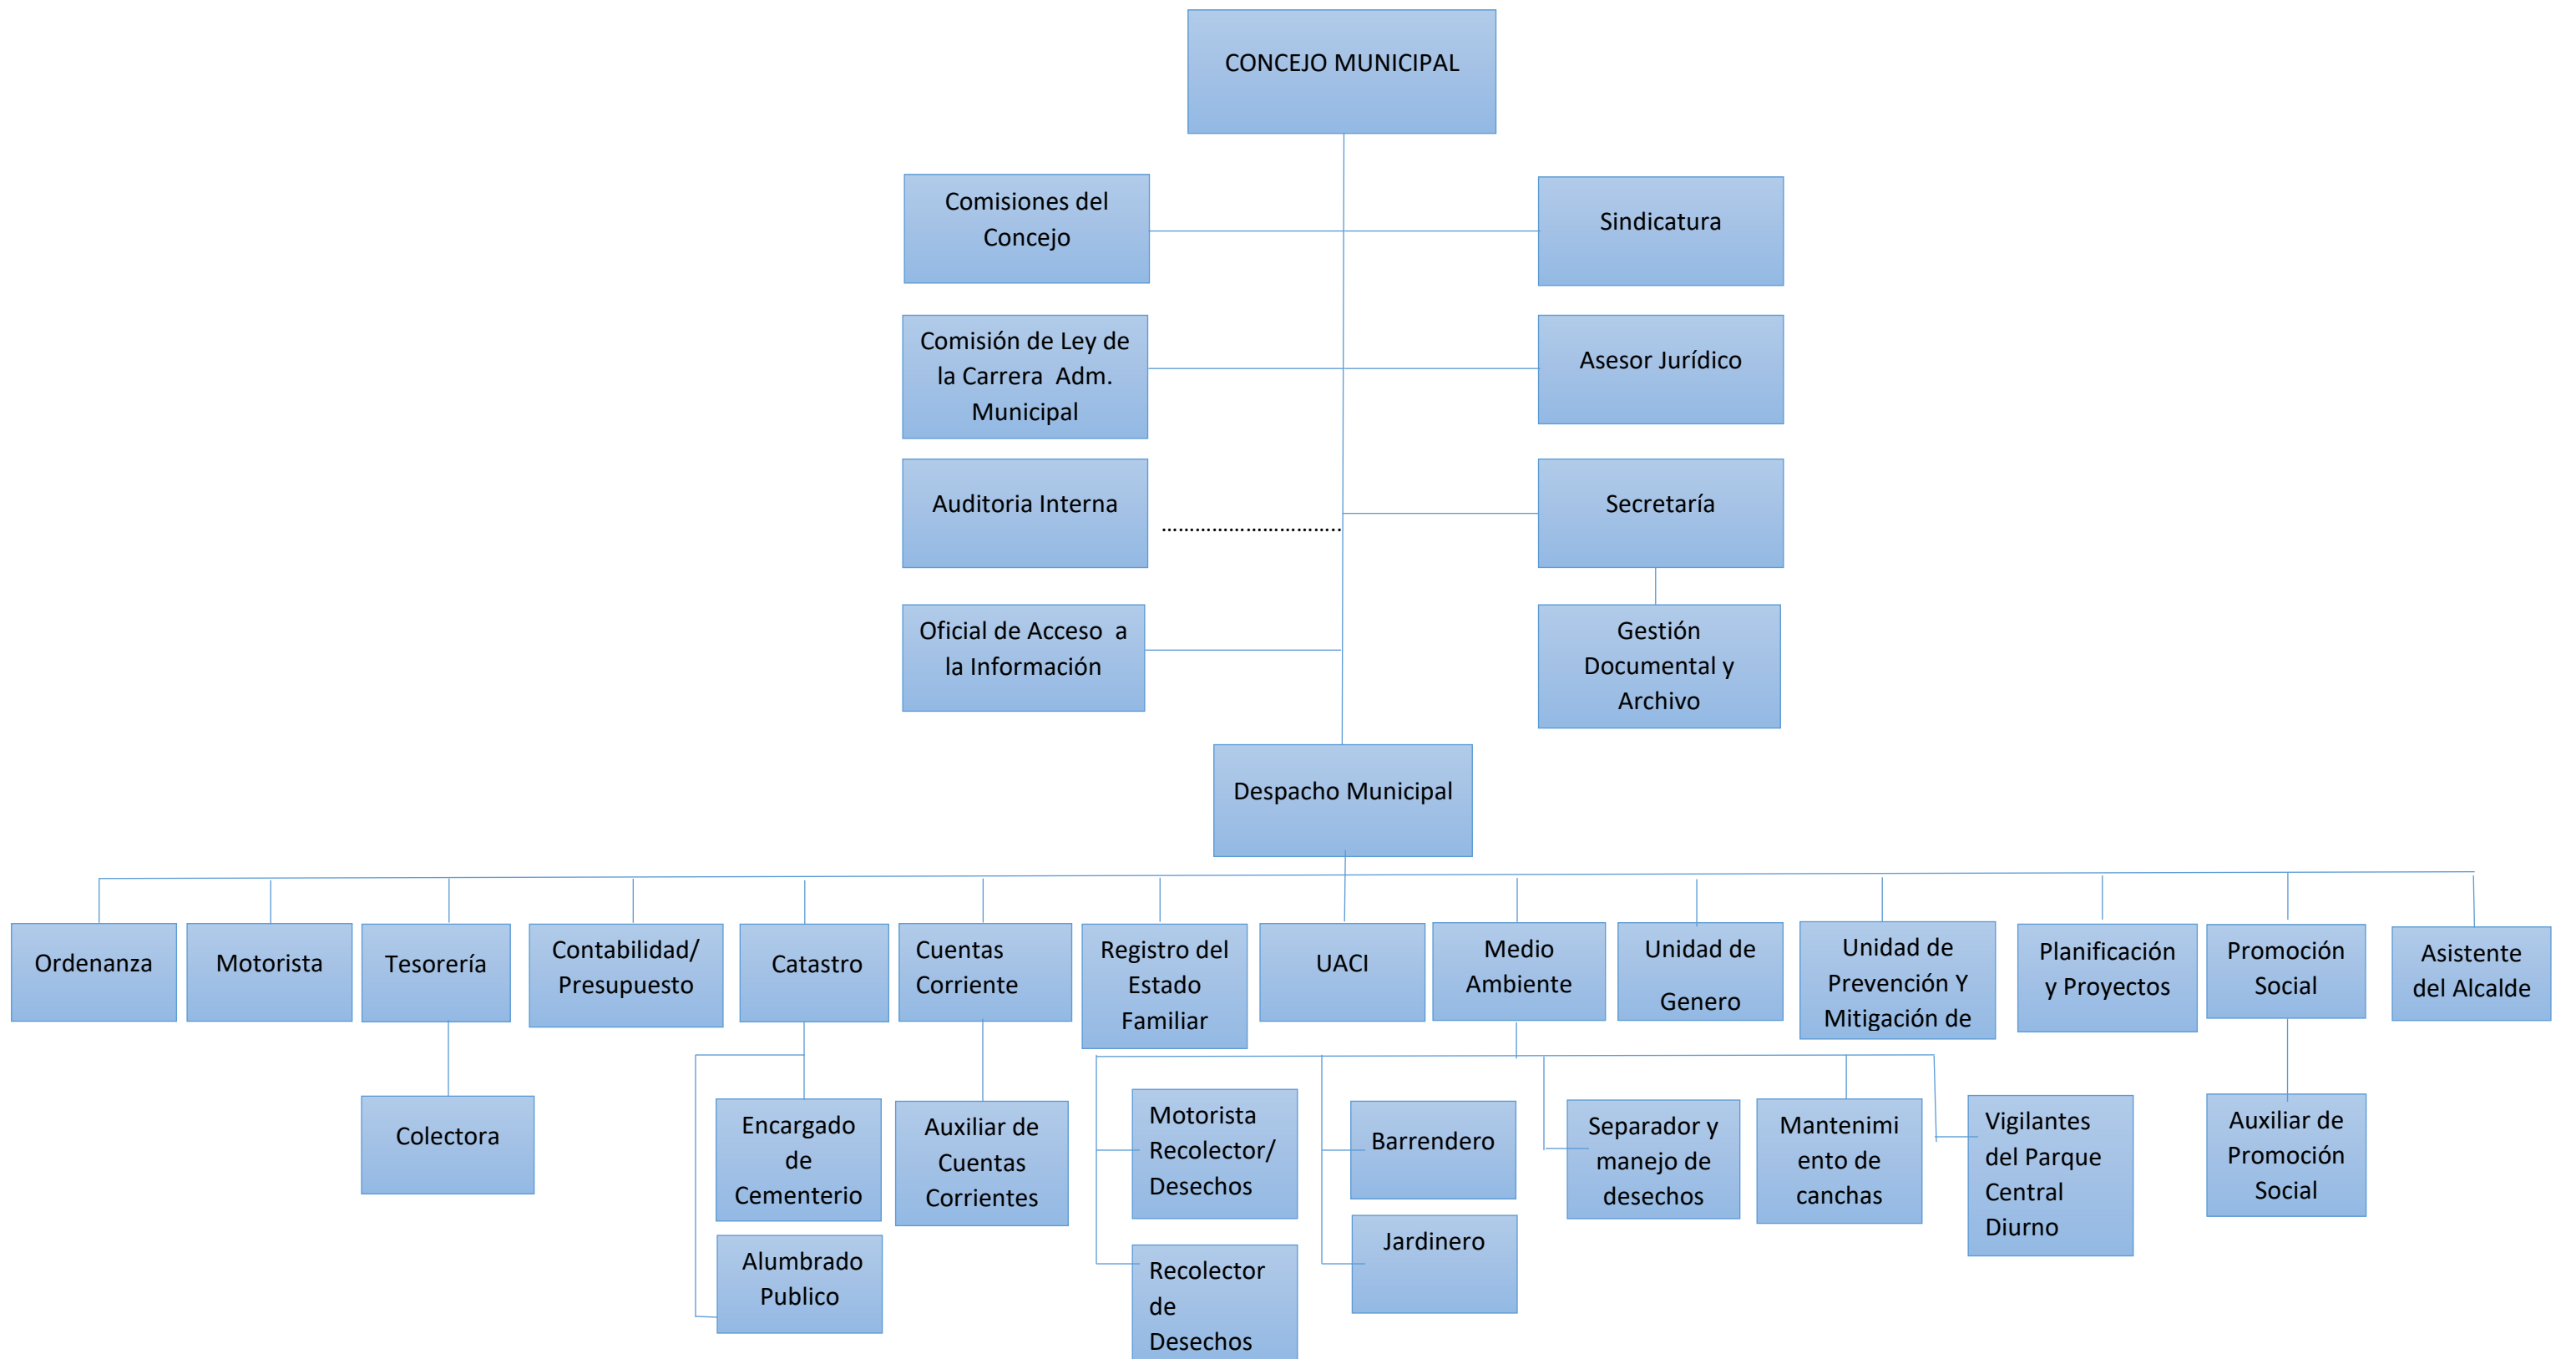 CONCEJO MUNICIPAL
Comisiones del
Concejo
Sindicatura
Comisión de Ley de
la Carrera  Adm.
Municipal
Asesor Jurídico
Auditoria Interna
Secretaría
Oficial de Acceso  a
la Información
Gestión
Documental y
Archivo
Despacho Municipal
Ordenanza
Motorista
Tesorería
Contabilidad/
Presupuesto
Catastro
Cuentas
Corriente
Registro del
Estado
Familiar
UACI
Medio
Ambiente
Unidad de
Genero
Unidad de
Prevención Y
Mitigación de
Planificación
y Proyectos
Promoción
Social
Asistente
del Alcalde
Colectora
Encargado
de
Cementerio
Alumbrado
Publico
Auxiliar de
Cuentas
Corrientes
Motorista
Recolector/
Desechos
Recolector
de
Desechos
Barrendero
Jardinero
Separador y
manejo de
desechos
Mantenimi
ento de
canchas
Vigilantes
del Parque
Central
Diurno
Auxiliar de
Promoción
Social